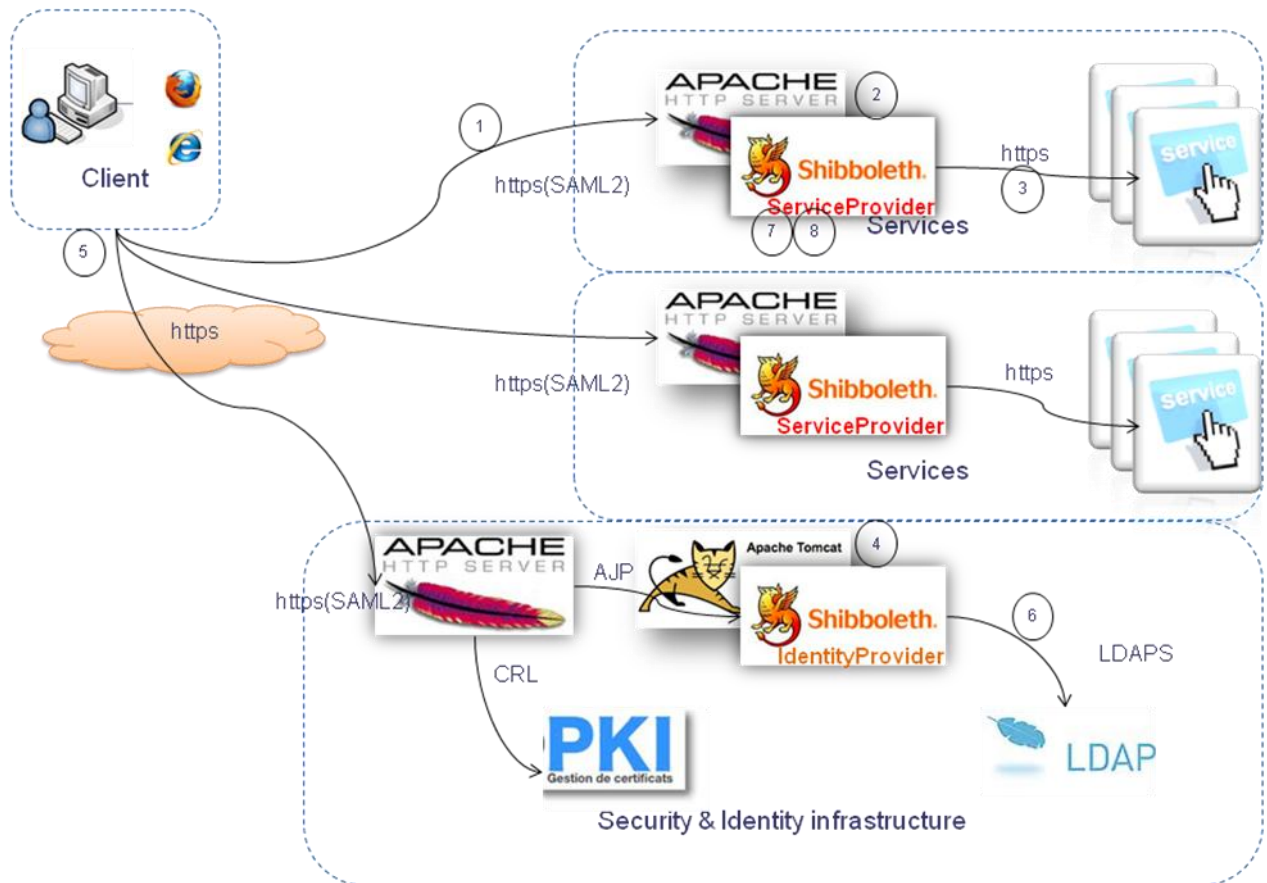 Client
1
5
https
APACHE
HTTP SERVER
2
Shibboleth.
ServiceProvider
7
8
Services
https(SAML2)
https
3
service
APACHE
HTTP SERVER
Shibboleth.
ServiceProvider
https(SAML2)
https
service
Services
APACHE
HTTP SERVER
https(SAML2)
AJP
Apache Tomcat
4
Shibboleth.
IdentityProvider
6
LDAPS
CRL
PKI
Gestion de certificats
LDAP
Security & Identity infrastructure